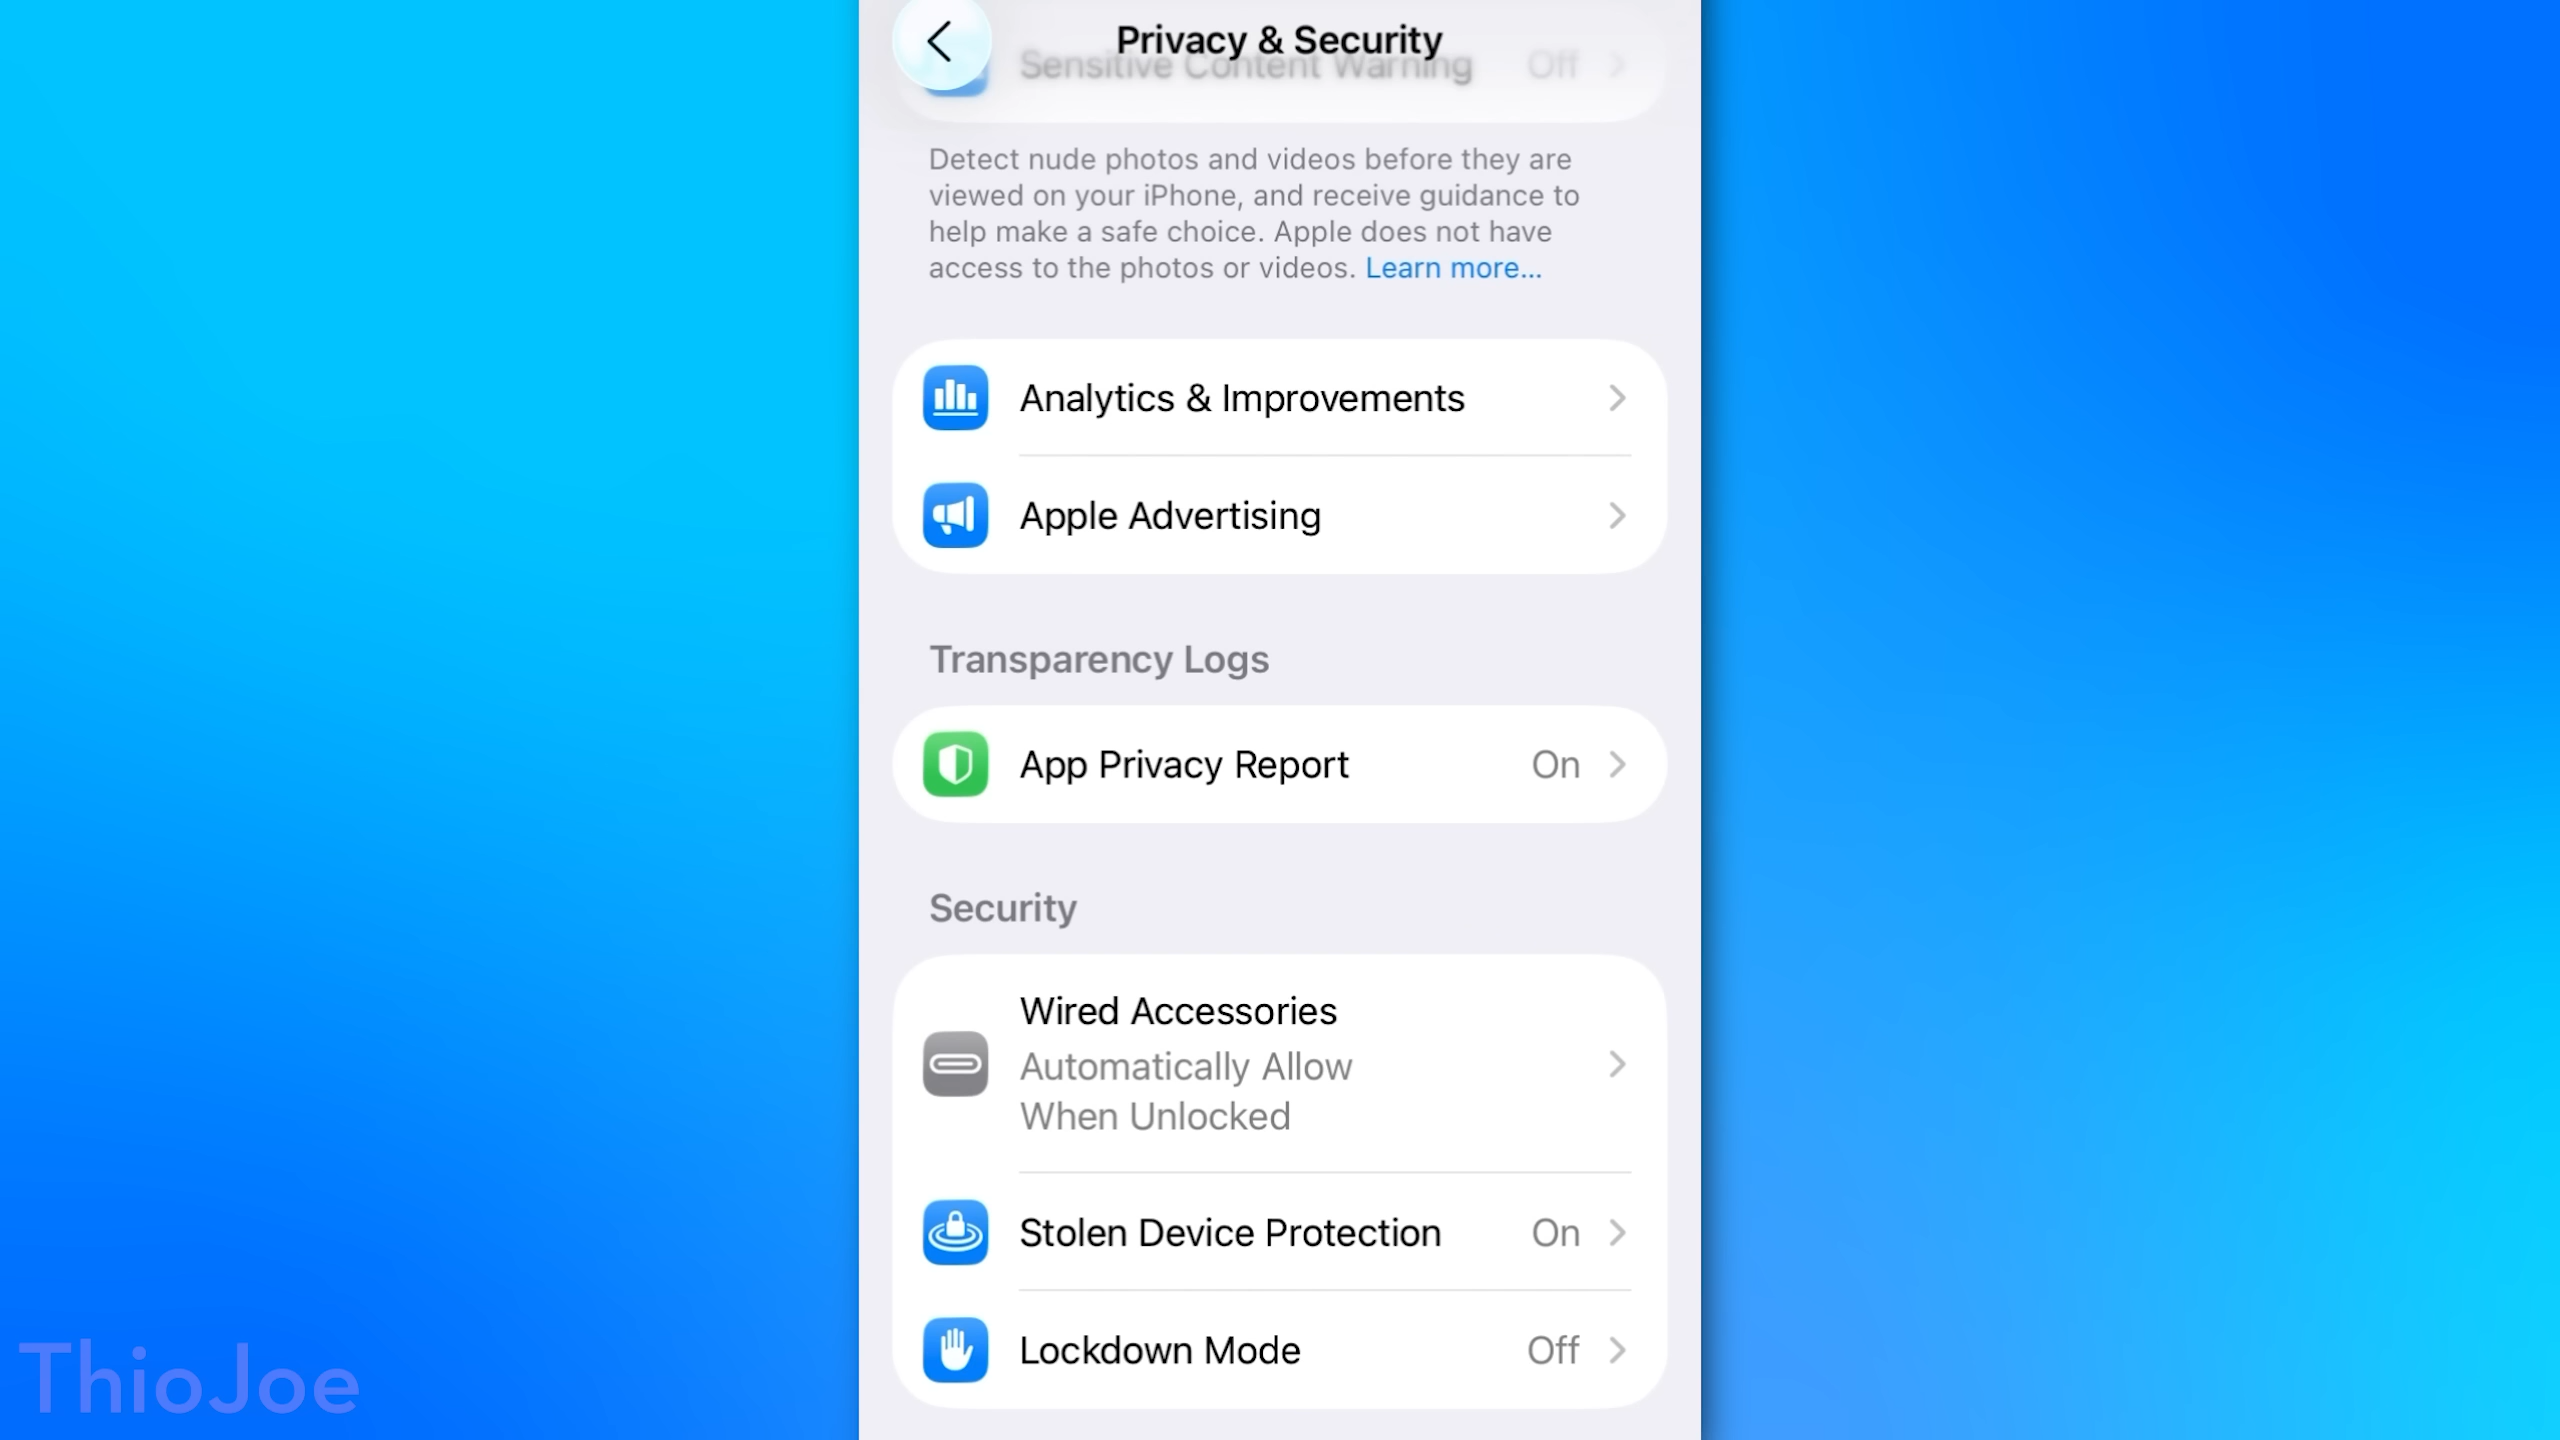 Privacy & Security
Sensitive Content Warning Off
Detect nude photos and videos before they are
viewed on your iPhone, and receive guidance to
help make a safe choice. Apple does not have
access to the photos or videos. Learn more...
Analytics & Improvements
Apple Advertising
Transparency Logs
App Privacy Report On
Security
Wired Accessories
Automatically Allow
When Unlocked
Stolen Device Protection On
Lockdown Mode Off
ThioJoe